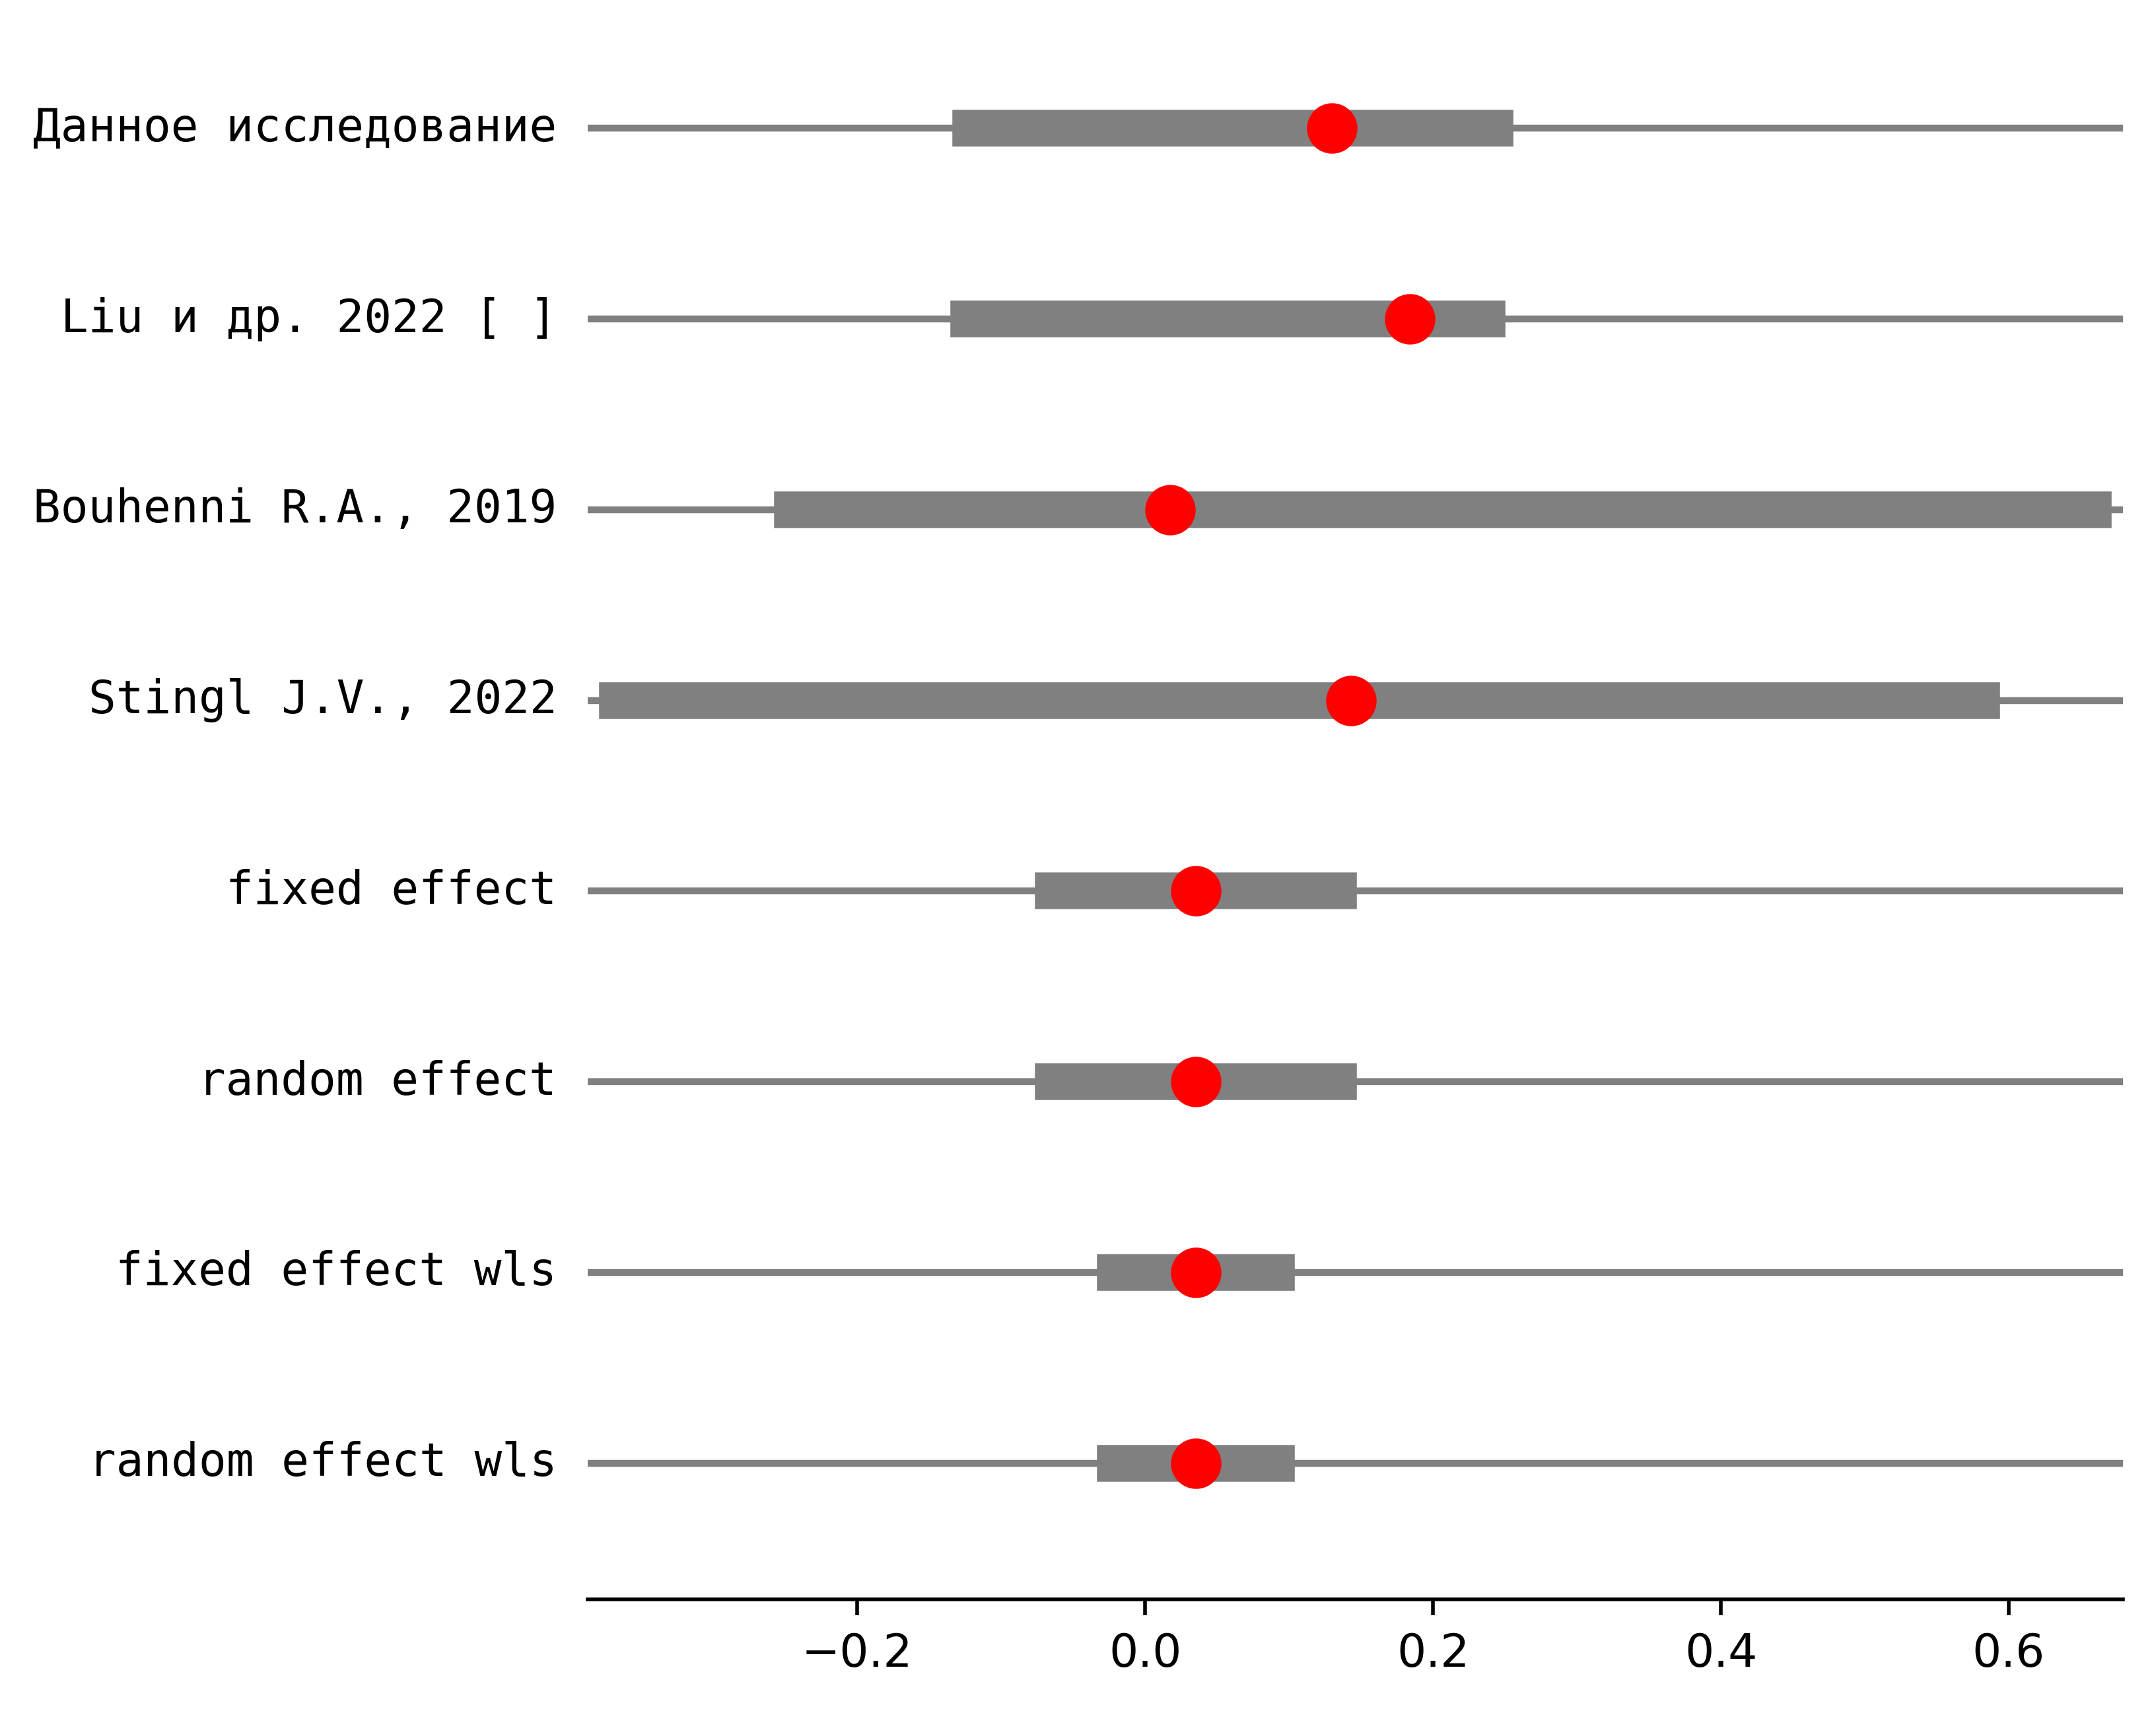 Данное исследование
Liu и др. 2022 [ ]
Bouhenni R.A., 2019
Stingl J.V., 2022
fixed effect
random effect
fixed effect wls
random effect wls
−0.2 0.0 0.2 0.4 0.6